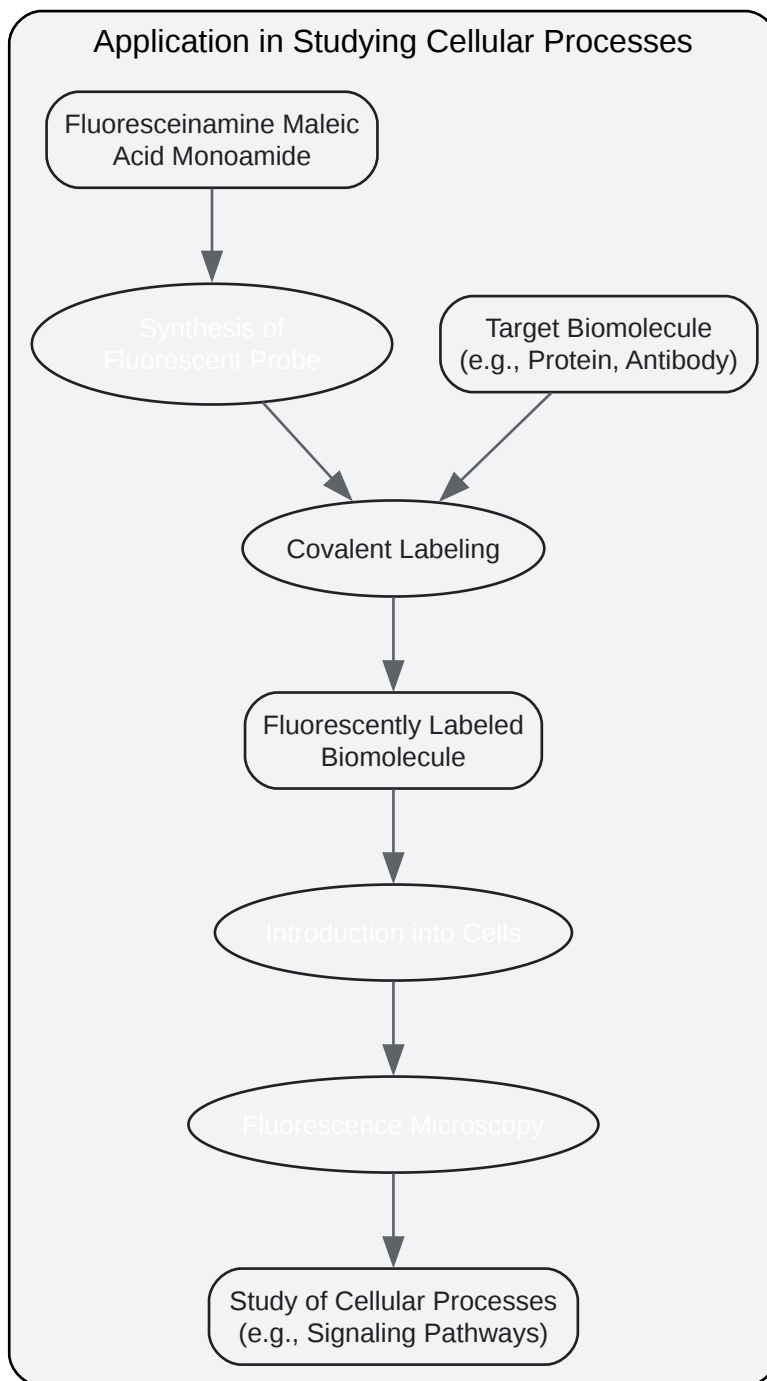 Application in Studying Cellular Processes
Fluoresceinamine Maleic
Acid Monoamide
Synthesis of
Fluorescent Probe
Target Biomolecule
(e.g., Protein, Antibody)
Covalent Labeling
Fluorescently Labeled
Biomolecule
Introduction into Cells
Fluorescence Microscopy
Study of Cellular Processes
(e.g., Signaling Pathways)